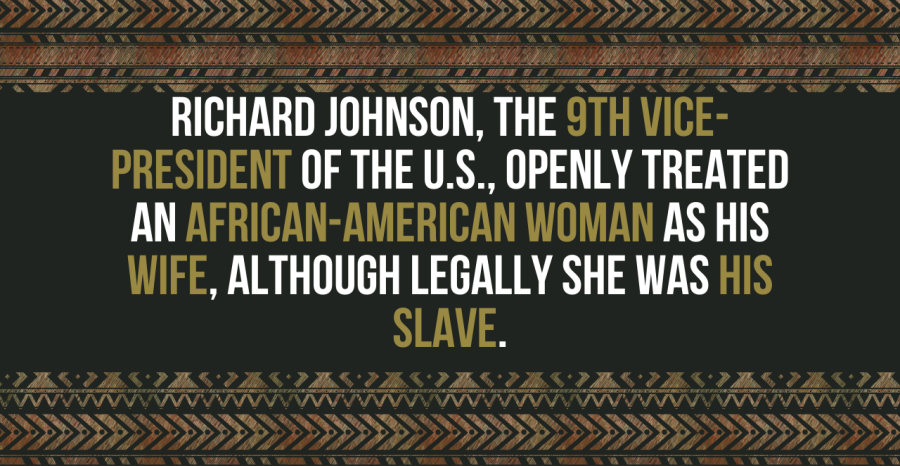 RICHARD JOHNSON, THE 9TH VICE-
PRESIDENT OF THE U.S., OPENLY TREATED
AN AFRICAN-AMERICAN WOMAN AS HIS
WIFE, ALTHOUGH LEGALLY SHE WAS HIS
SLAVE.